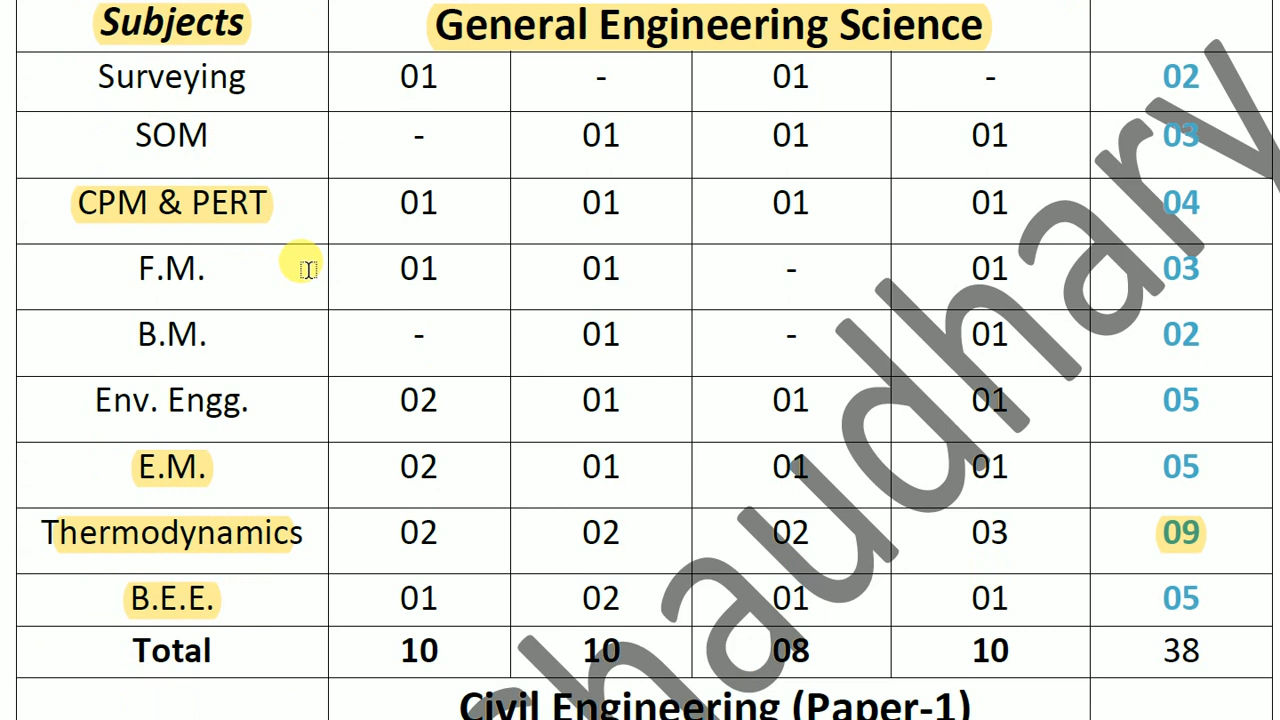 Subjects General Engineering Science
Surveying 01 - 01 - 02
SOM - 01 01 01 03
CPM & PERT 01 01 01 01 04
F.M. 01 01 - 01 03
B.M. - 01 - 01 02
Env. Engg. 02 01 01 01 05
E.M. 02 01 01 01 05
Thermodynamics 02 02 02 03 09
B.E.E. 01 02 01 01 05
Total 10 10 08 10 38
Civil Engineering (Paper-1)
haudhary